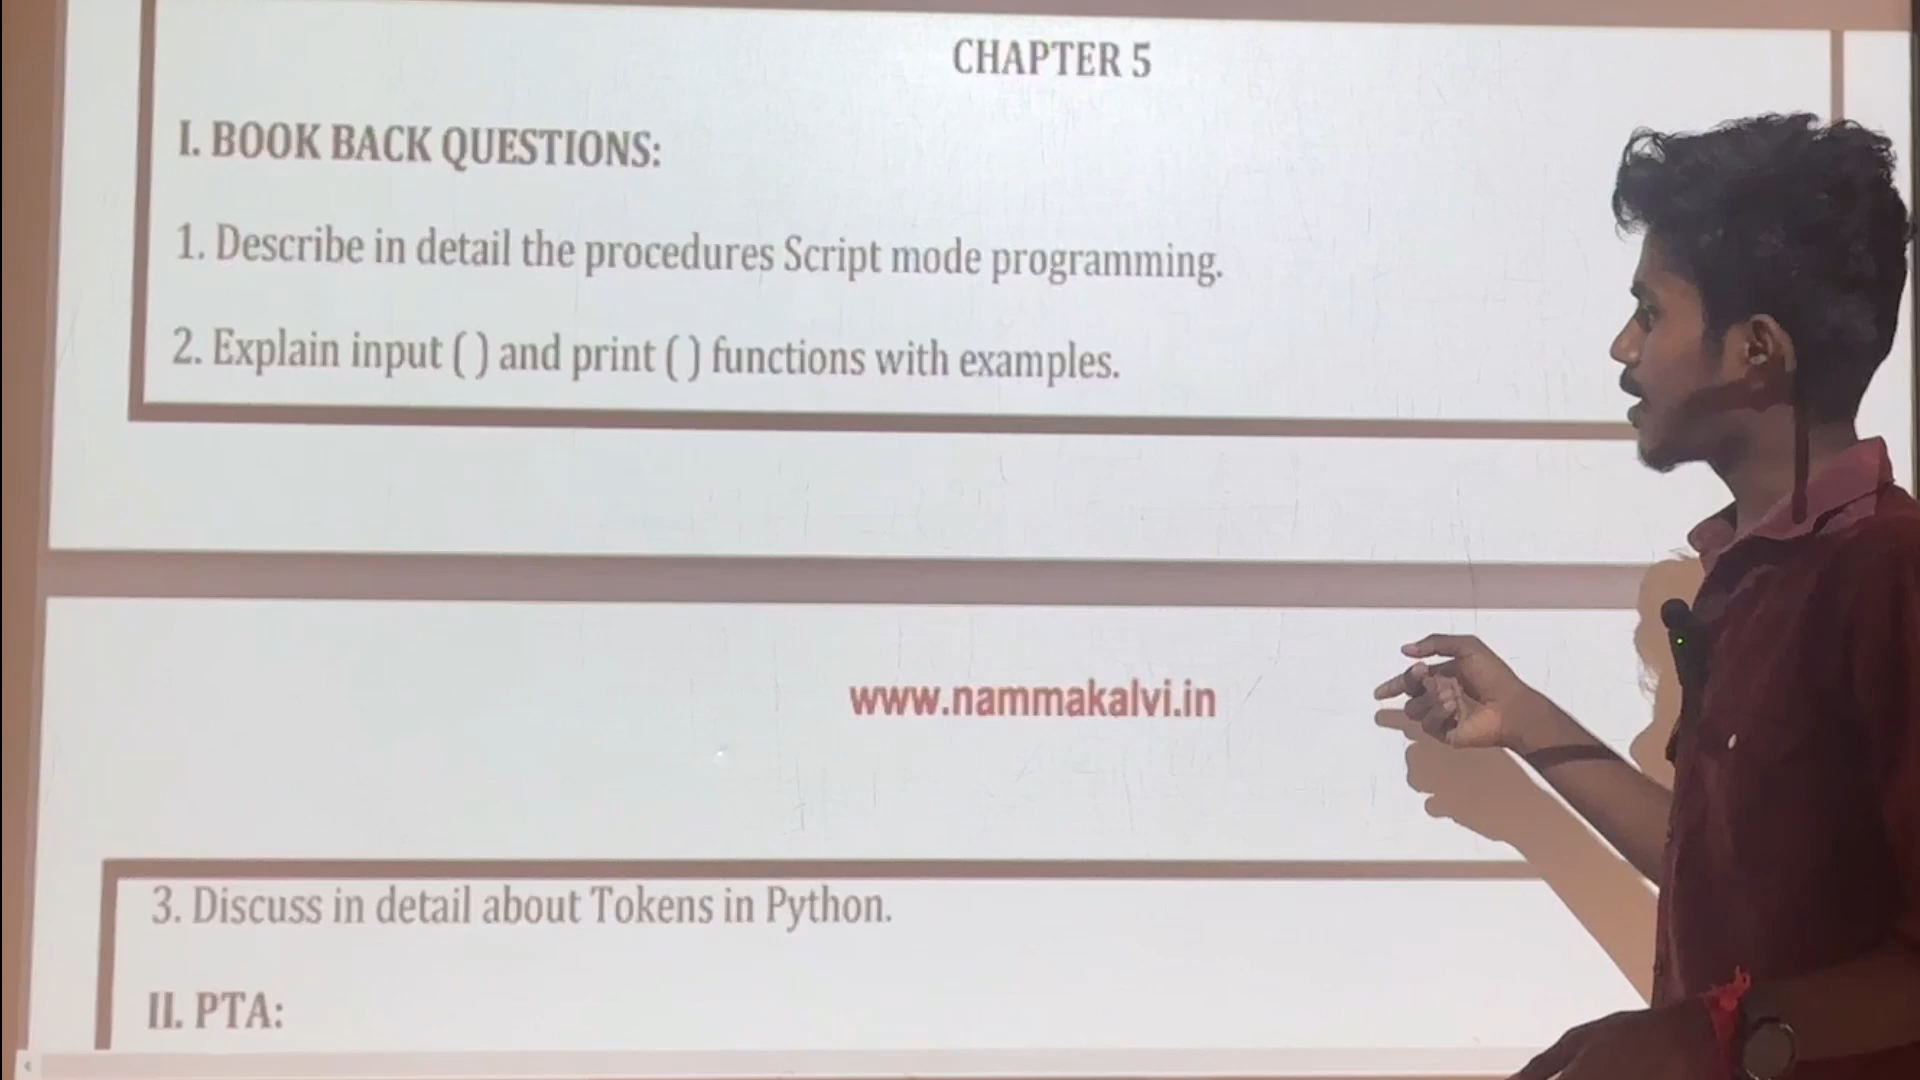 CHAPTER 5
I. BOOK BACK QUESTIONS:
1. Describe in detail the procedures Script mode programming.
2. Explain input ( ) and print ( ) functions with examples.
www.nammakalvi.in
3. Discuss in detail about Tokens in Python.
II. PTA: